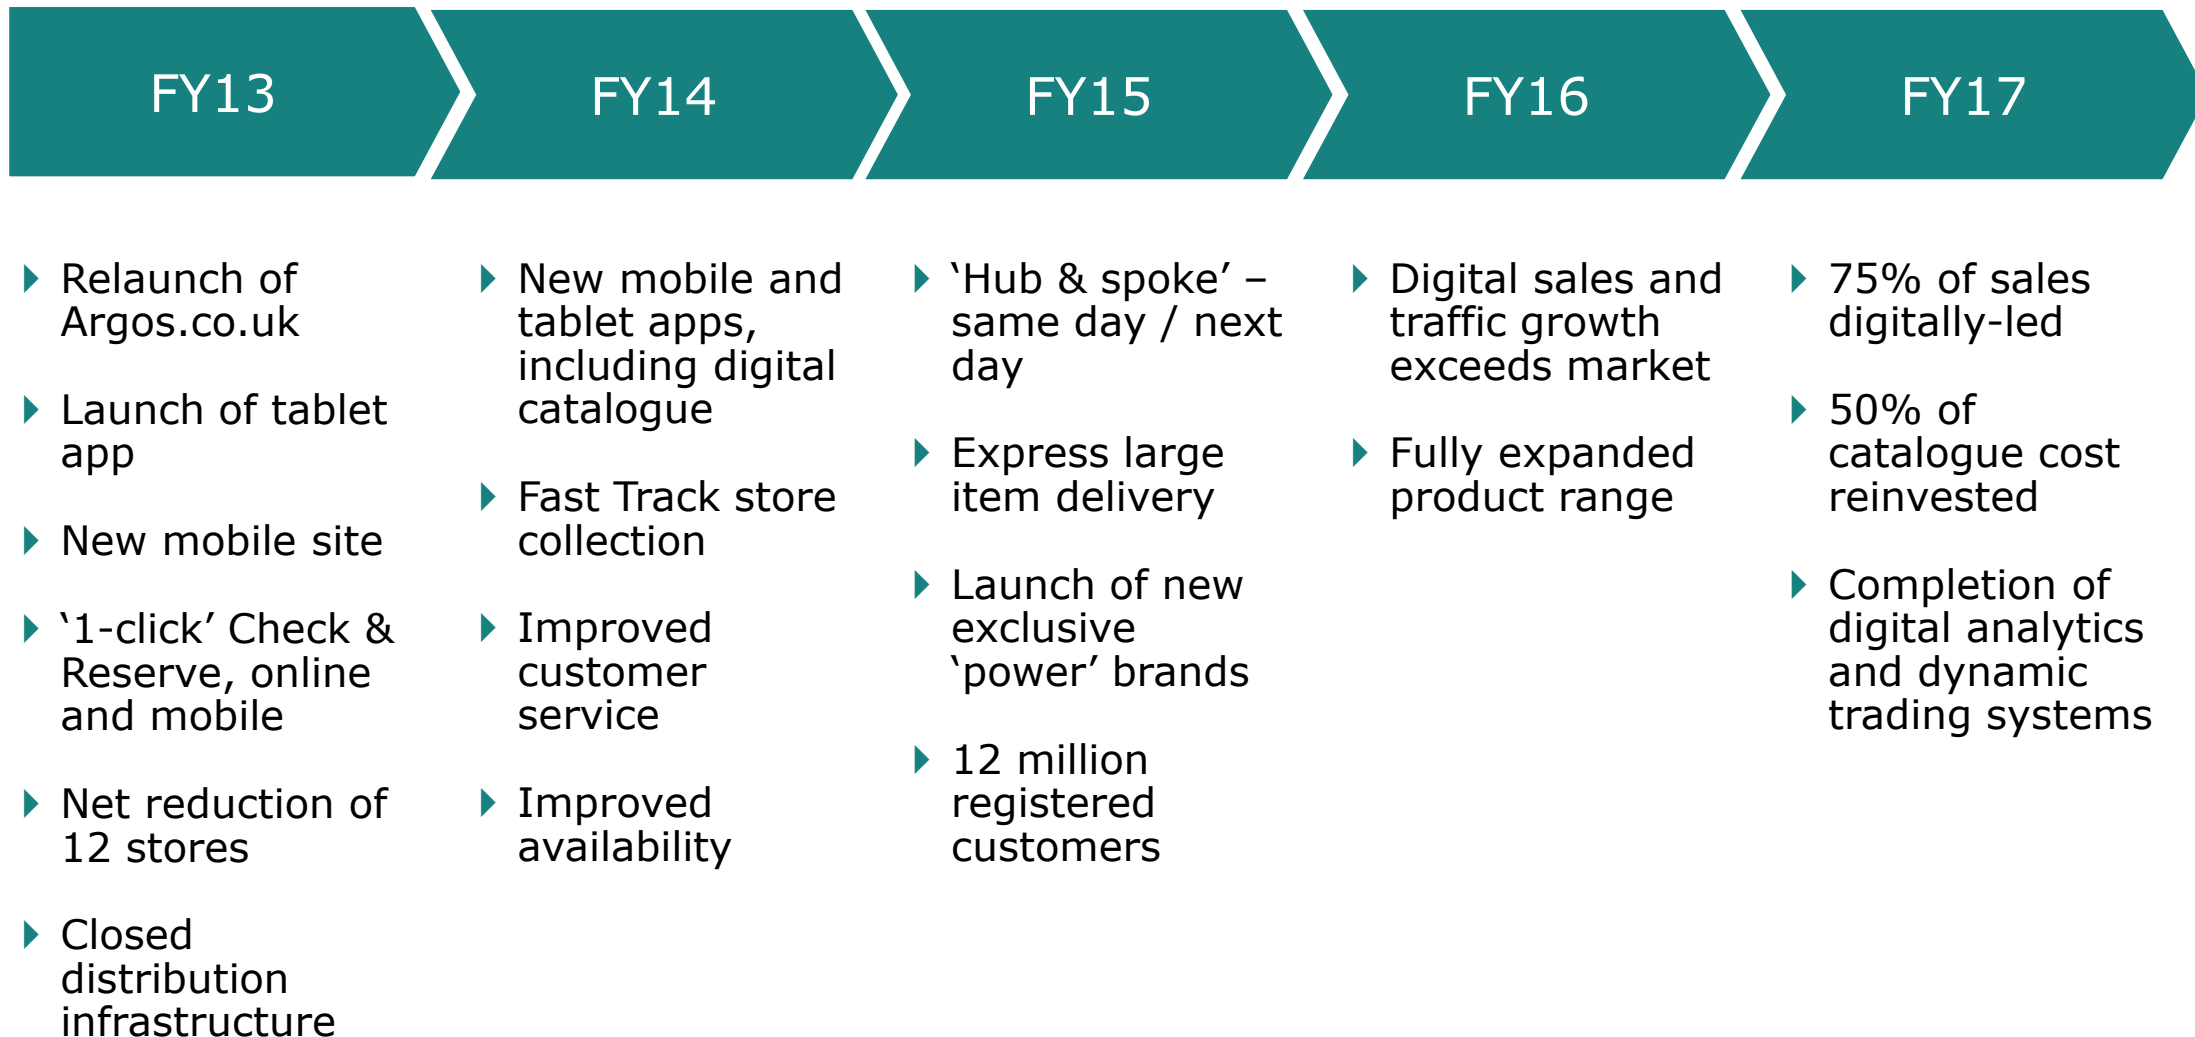 FY13
FY14
FY15
FY16
FY17
Relaunch of
Argos.co.uk
Launch of tablet
app
New mobile site
‘1-click’ Check &
Reserve, online
and mobile
Net reduction of
12 stores
Closed
distribution
infrastructure
New mobile and
tablet apps,
including digital
catalogue
Fast Track store
collection
Improved
customer
service
Improved
availability
‘Hub & spoke’ –
same day / next
day
Express large
item delivery
Launch of new
exclusive
‘power’ brands
12 million
registered
customers
Digital sales and
traffic growth
exceeds market
Fully expanded
product range
75% of sales
digitally-led
50% of
catalogue cost
reinvested
Completion of
digital analytics
and dynamic
trading systems